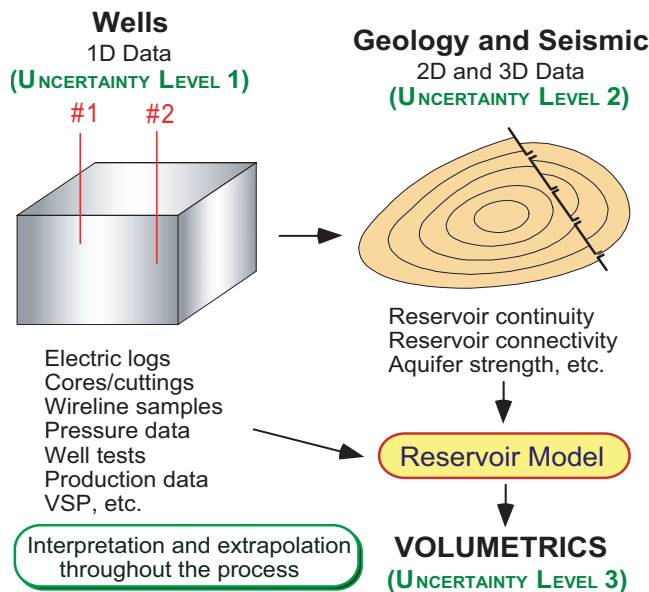 Wells
1D Data
(UNCERTAINTY LEVEL 1)
#1 #2
Geology and Seismic
2D and 3D Data
(UNCERTAINTY LEVEL 2)
Reservoir continuity
Reservoir connectivity
Aquifer strength, etc.
Electric logs
Cores/cuttings
Wireline samples
Pressure data
Well tests
Production data
VSP, etc.
Reservoir Model
Interpretation and extrapolation
throughout the process
VOLUMETRICS
(UNCERTAINTY LEVEL 3)